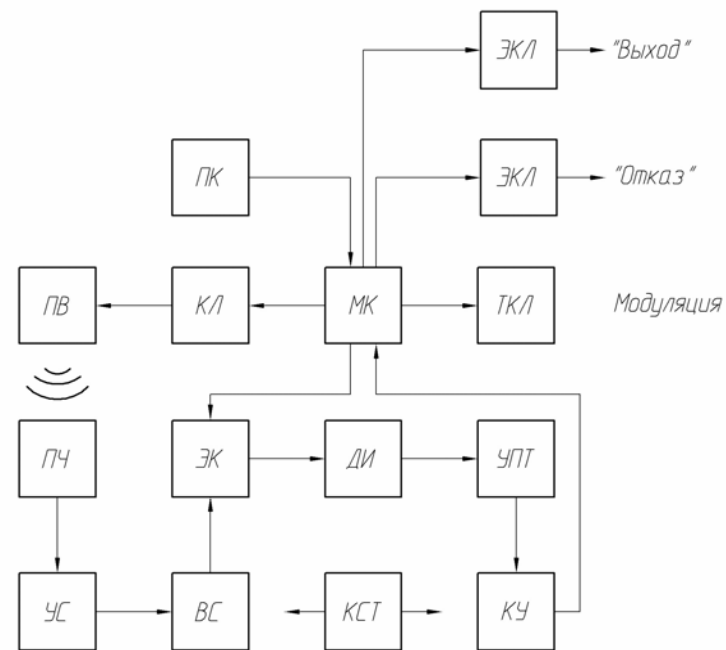 ЭКЛ "Выход"
ПК ЭКЛ "Отказ"
ПВ КЛ МК ТКЛ Модуляция
ПЧ ЭК ДИ УПТ
УС ВС КСТ КУ